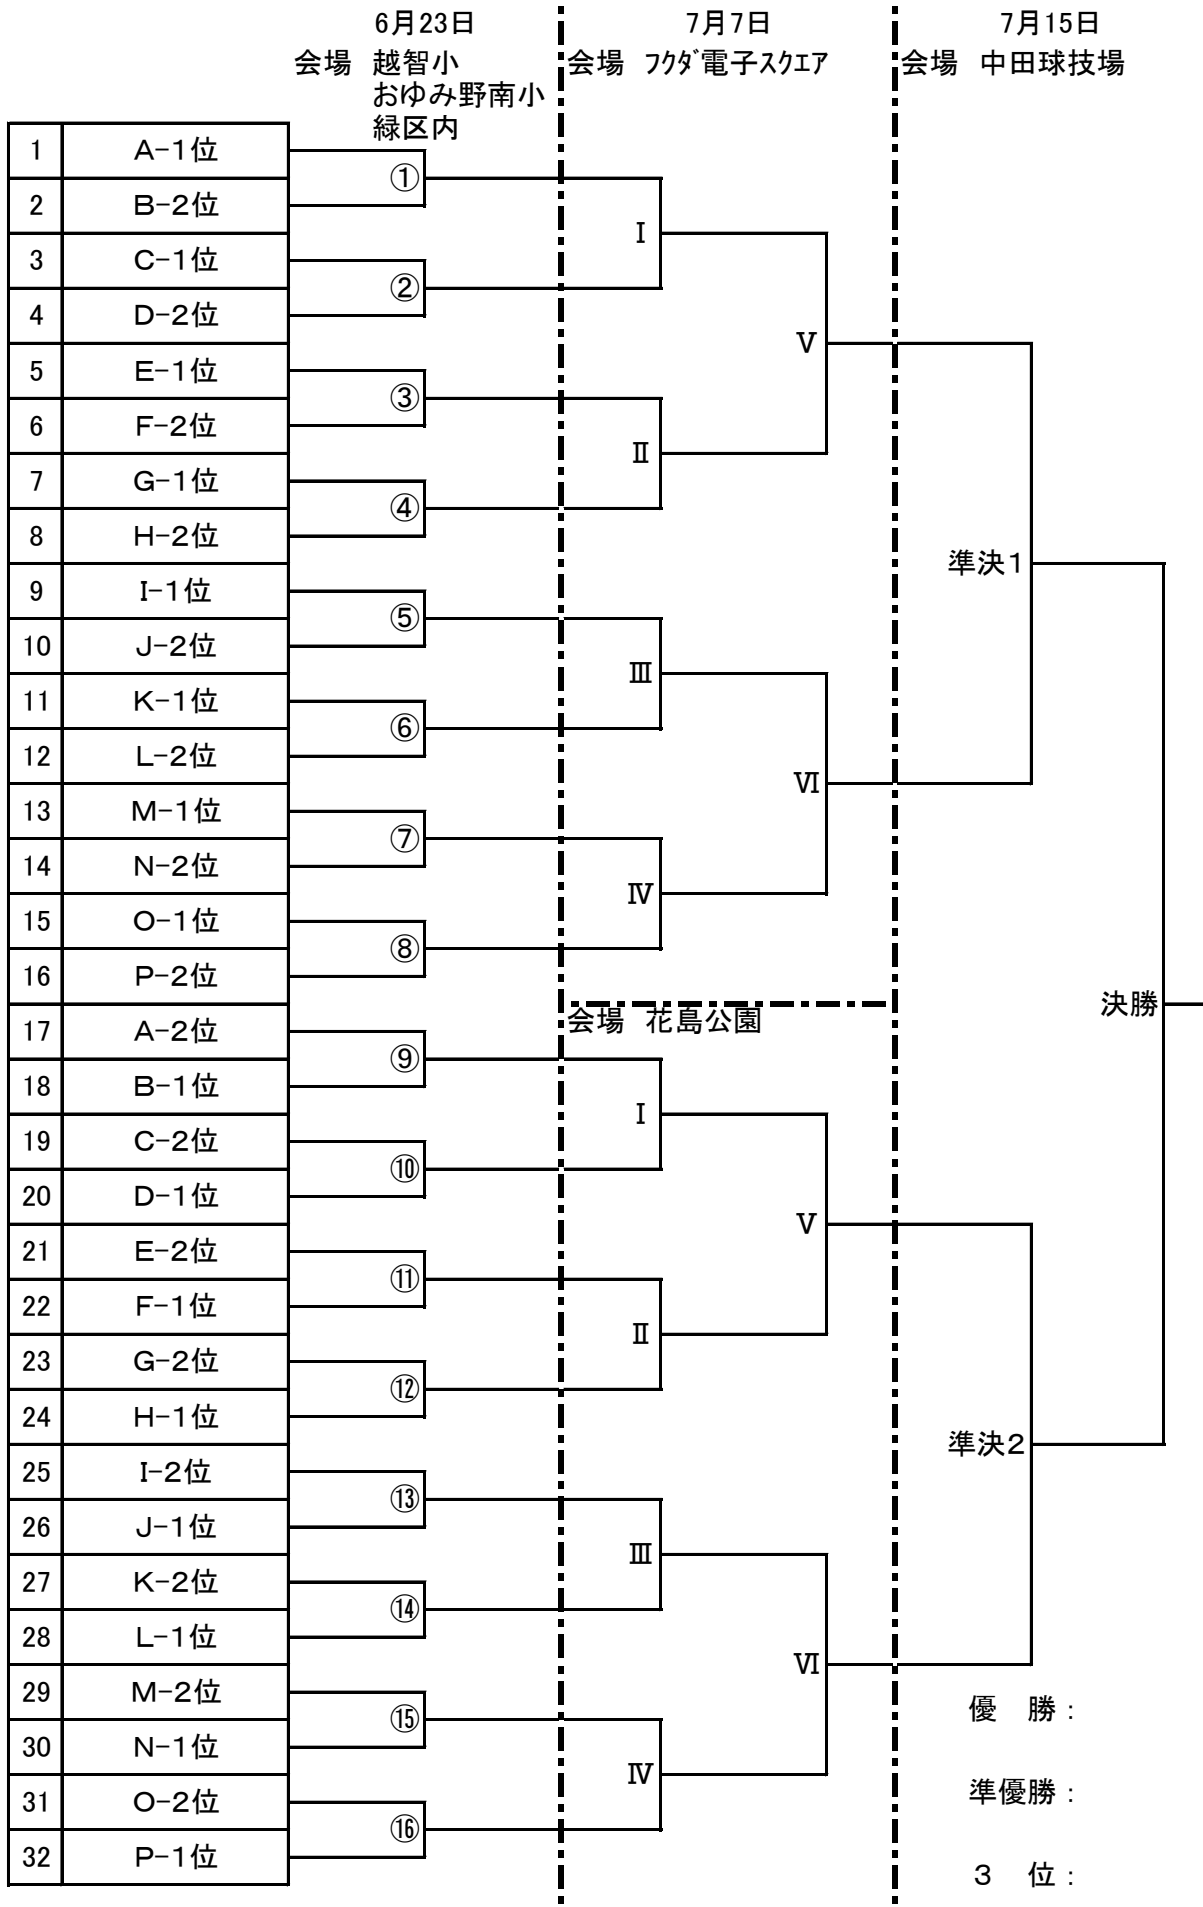 6月23日
7月7日
7月15日
会場 越智小
おゆみ野南小
緑区内
会場 フクダ電子スクエア
会場 中田球技場
1 A-1位
2 B-2位
3 C-1位
4 D-2位
5 E-1位
6 F-2位
7 G-1位
8 H-2位
9 I-1位
10 J-2位
11 K-1位
12 L-2位
13 M-1位
14 N-2位
15 O-1位
16 P-2位
17 A-2位
18 B-1位
19 C-2位
20 D-1位
21 E-2位
22 F-1位
23 G-2位
24 H-1位
25 I-2位
26 J-1位
27 K-2位
28 L-1位
29 M-2位
30 N-1位
31 O-2位
32 P-1位
①
②
③
④
⑤
⑥
⑦
⑧
⑨
⑩
⑪
⑫
⑬
⑭
⑮
⑯
Ⅰ
Ⅱ
Ⅲ
Ⅳ
Ⅴ
Ⅵ
会場 花島公園
Ⅰ
Ⅱ
Ⅲ
Ⅳ
Ⅴ
Ⅵ
準決1
準決2
決勝
優 勝:
準優勝:
3 位: